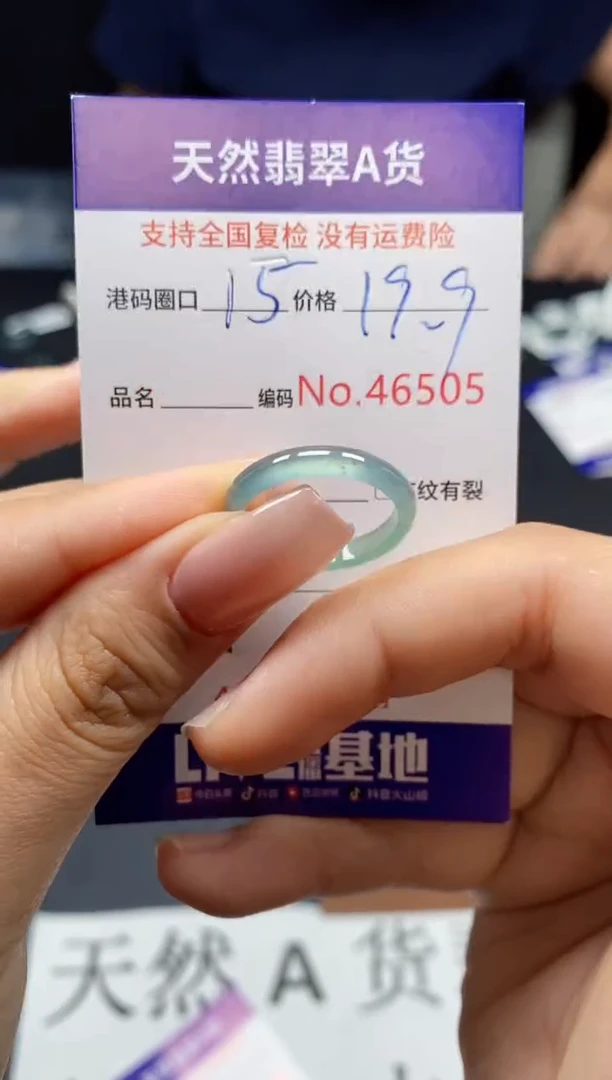 天然翡翠A货
支持全国复检 没有运费险
港码圈口 15 价格 19.9
品名 编码 No.46505
纹有裂
基地
天然A货